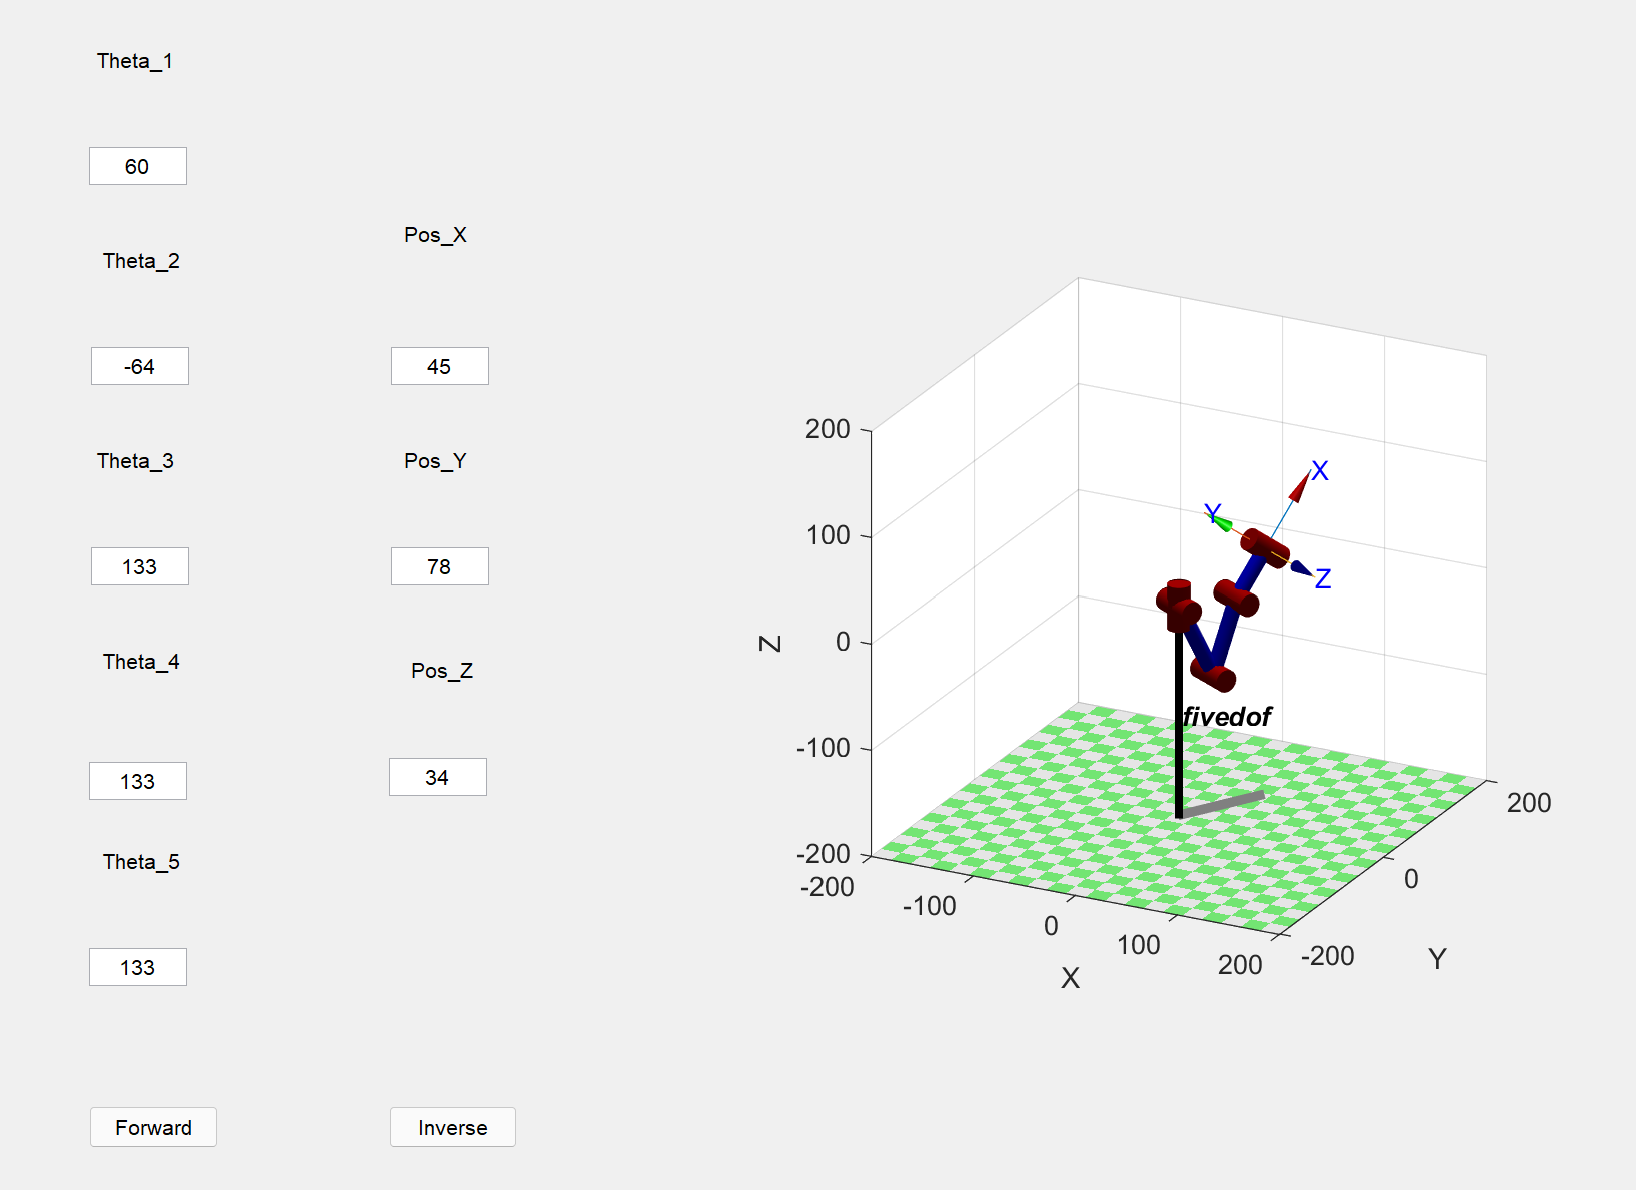 Theta_1
60
Theta_2
-64
Theta_3
133
Theta_4
133
Theta_5
133
Forward
Pos_X
45
Pos_Y
78
Pos_Z
34
Inverse
200
100
0
-100
-200
Z
-200
-100
0
100
200
X
-200
0
200
Y
X
Y
Z
fivedof